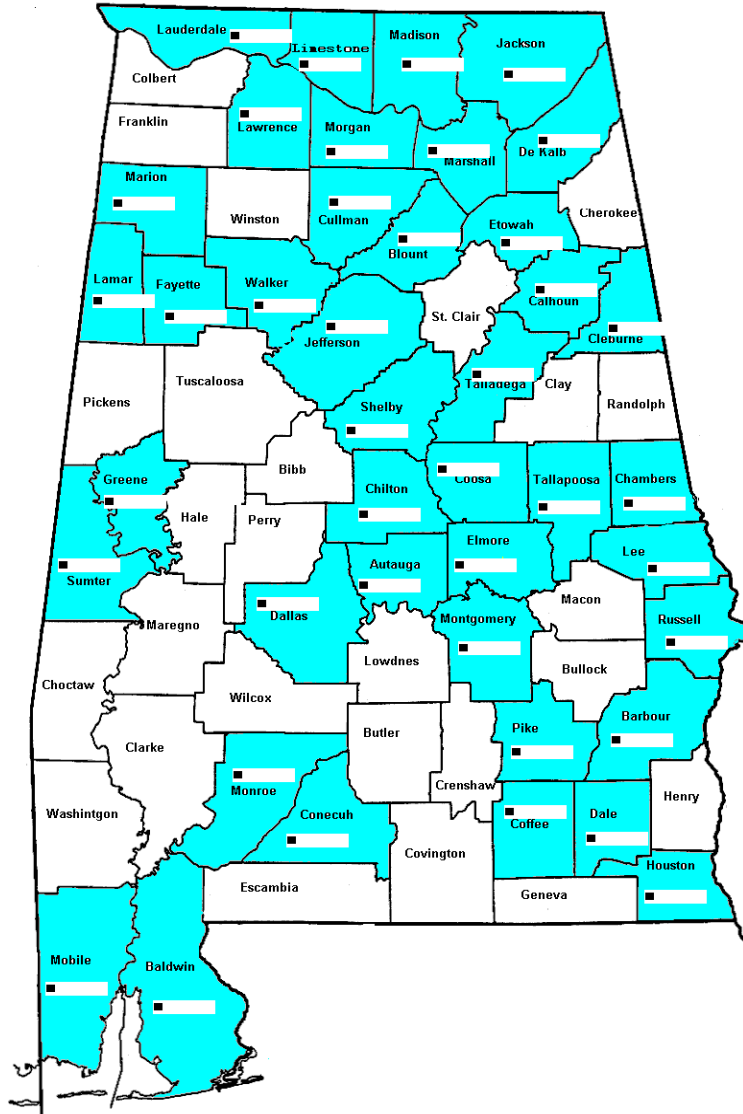 Lauderdale
Limestone
Madison
Jackson
Colbert
Franklin
Lawrence
Morgan
Marshall
De Kalb
Marion
Winston
Cullman
Blount
Etowah
Cherokee
Lamar
Fayette
Walker
Jefferson
St. Clair
Calhoun
Cleburne
Pickens
Tuscaloosa
Shelby
Talladega
Clay
Randolph
Bibb
Greene
Hale
Perry
Chilton
Coosa
Tallapoosa
Chambers
Sumter
Autauga
Elmore
Lee
Maregno
Dallas
Montgomery
Macon
Russell
Choctaw
Lowdnes
Bullock
Wilcox
Clarke
Butler
Pike
Barbour
Crenshaw
Washintgon
Monroe
Conecuh
Coffee
Dale
Henry
Covington
Escambia
Geneva
Houston
Mobile
Baldwin